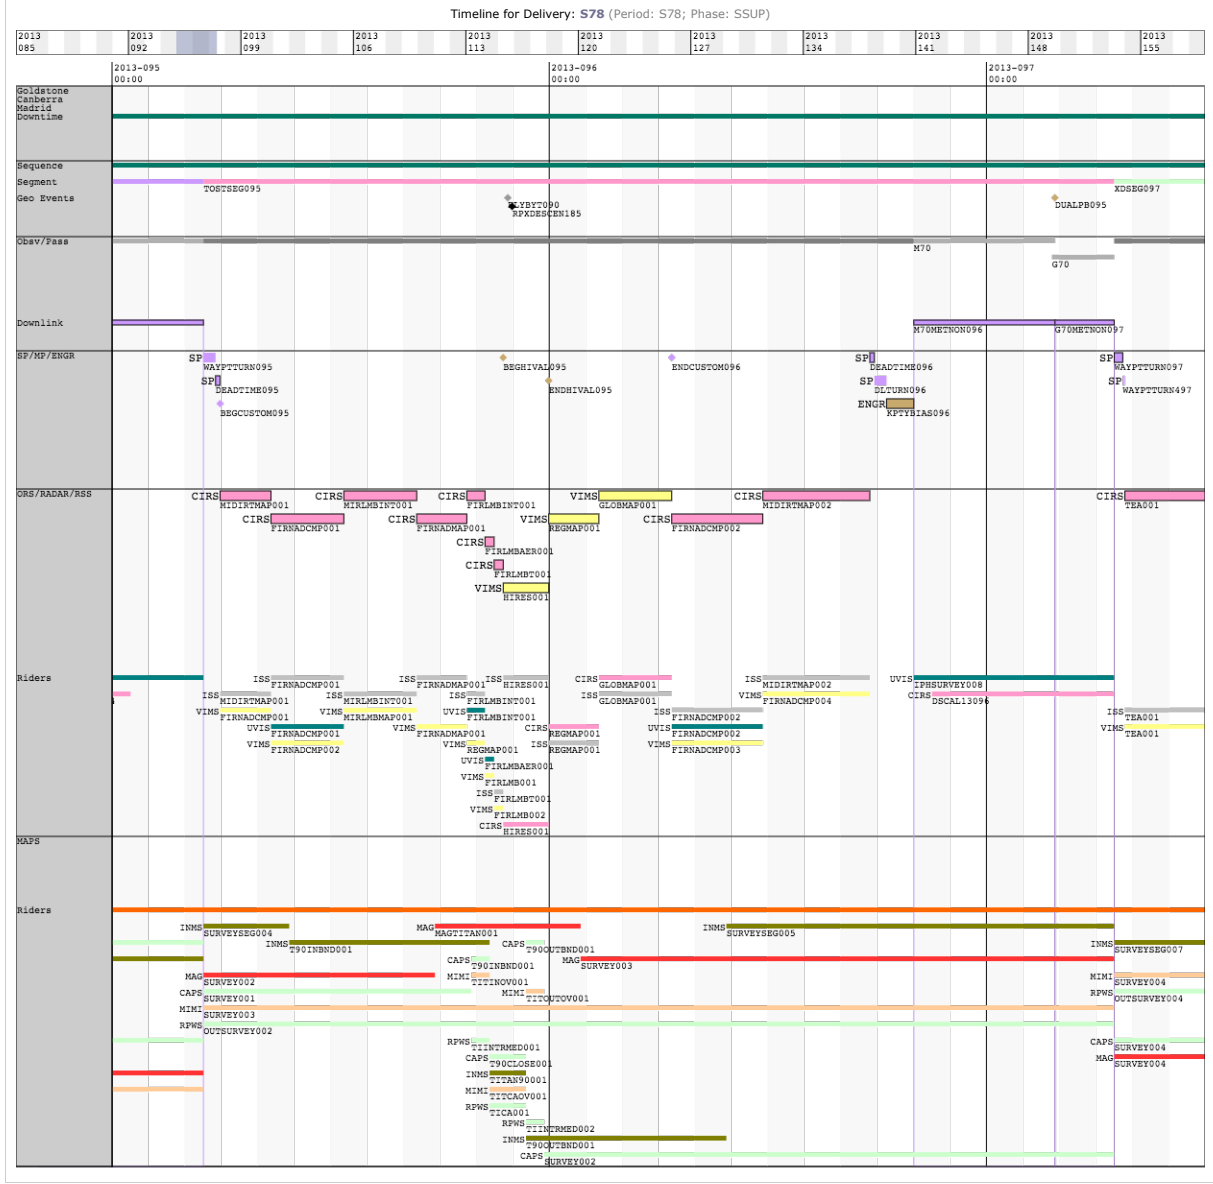 Timeline for Delivery: S78 (Period: S78; Phase: SSUP)
2013 2013 2013 2013 2013 2013 2013 2013 2013 2013 2013
085 092 099 106 113 120 127 134 141 148 155
2013-095 2013-096 2013-097
00:00 00:00 00:00
Goldstone
Canberra
Madrid
Downtime
Sequence
Segment
TOSTSEG095 XDSEG097
Geo Events
FLYBYT090 DUALPB095
RPXDESCEN185
Obsv/Pass
M70
G70
Downlink
M70METNON096 G70METNON097
SP/MP/ENGR SP SP SP
WAYPTTURN095 BEGHIVAL095 ENDCUSTOM096 DEADTIME096 WAYPTTURN097
SP SP SP
DEADTIME095 ENDHIVAL095 DLTURN096 WAYPTTURN497
ENGR
BEGCUSTOM095 KPTYBIAS096
ORS/RADAR/RSS CIRS CIRS CIRS VIMS CIRS CIRS
MIDIRTMAP001 MIRLMBINT001 FIRLMBINT001 GLOBMAP001 MIDIRTMAP002 TEA001
CIRS CIRS VIMS CIRS
FIRNADCMP001 FIRNADMAP001 REGMAP001 FIRNADCMP002
CIRS
FIRLMBAER001
CIRS
FIRLMBT001
VIMS
HIRES001
Riders ISS ISS ISS CIRS ISS UVIS
FIRNADCMP001 FIRNADMAP001 HIRES001 GLOBMAP001 MIDIRTMAP002 IPHSURVEY008
ISS ISS ISS ISS VIMS CIRS
MIDIRTMAP001 MIRLMBINT001 FIRLMBINT001 GLOBMAP001 FIRNADCMP004 DSCAL13096
VIMS VIMS UVIS ISS ISS
FIRNADCMP001 MIRLMBMAP001 FIRLMBINT001 FIRNADCMP002 TEA001
UVIS VIMS CIRS UVIS VIMS
FIRNADCMP001 FIRNADMAP001 REGMAP001 FIRNADCMP002 TEA001
VIMS VIMS ISS VIMS
FIRNADCMP002 REGMAP001 REGMAP001 FIRNADCMP003
UVIS
FIRLMBAER001
VIMS
FIRLMB001
ISS
FIRLMBT001
VIMS
FIRLMB002
CIRS
HIRES001
MAPS
Riders
INMS MAG INMS
SURVEYSEG004 MAGTITAN001 SURVEYSEG005
INMS CAPS INMS
T90INBND001 T90OUTBND001 SURVEYSEG007
CAPS MAG
T90INBND001 SURVEY003
MAG MIMI MIMI
SURVEY002 TITINOV001 SURVEY004
CAPS MIMI RPWS
SURVEY001 TITOUTOV001 OUTSURVEY004
MIMI
SURVEY003
RPWS
OUTSURVEY002
RPWS CAPS
TIINTRMED001 SURVEY004
CAPS MAG
T90CLOSE001 SURVEY004
INMS
TITAN90001
MIMI
TITCAOV001
RPWS
TICA001
RPWS
TIINTRMED002
INMS
T90OUTBND001
CAPS
SURVEY002